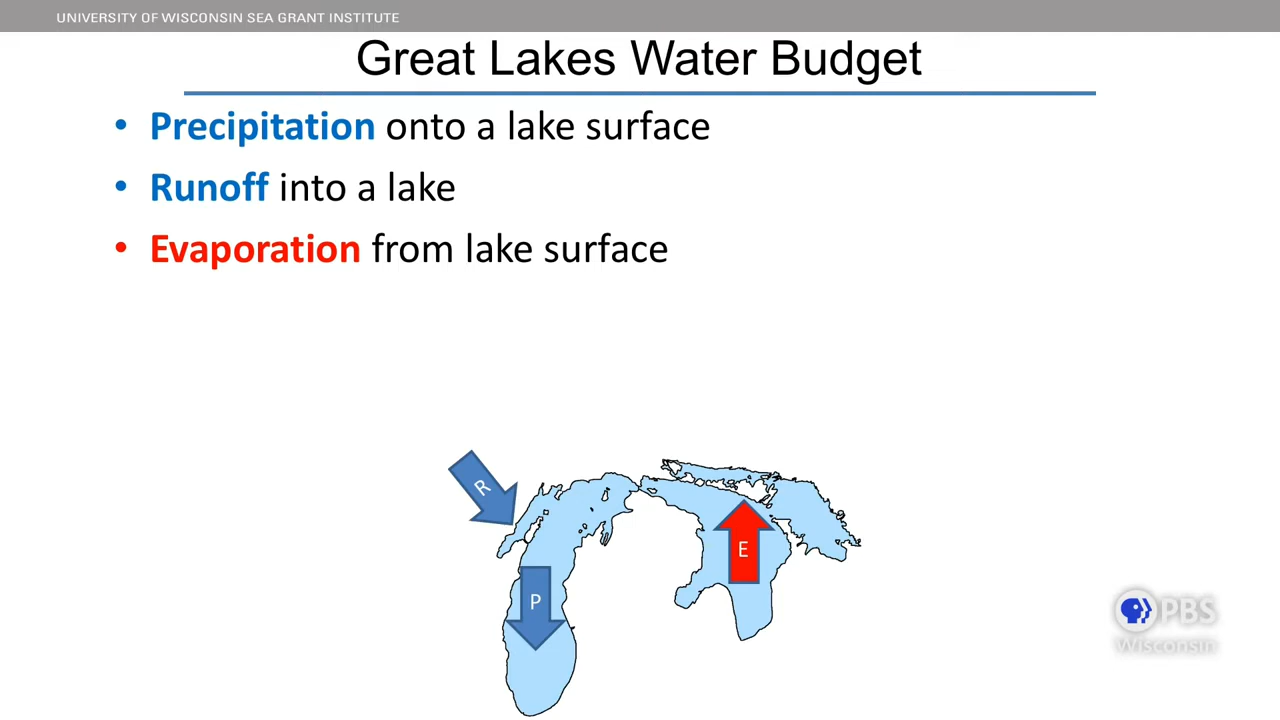 UNIVERSITY OF WISCONSIN SEA GRANT INSTITUTE
Great Lakes Water Budget
• Precipitation onto a lake surface
• Runoff into a lake
• Evaporation from lake surface
R
E
P
PBS
Wisconsin